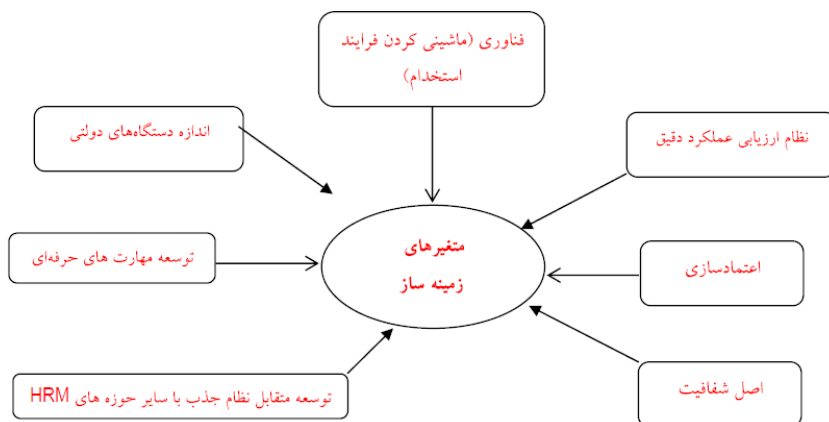 فناوری (ماشینی کردن فرایند
استخدام)
اندازه دستگاه‌های دولتی
نظام ارزیابی عملکرد دقیق
متغیرهای
زمینه ساز
توسعه مهارت های حرفه‌ای
اعتمادسازی
اصل شفافیت
توسعه متقابل نظام جذب با سایر حوزه های HRM